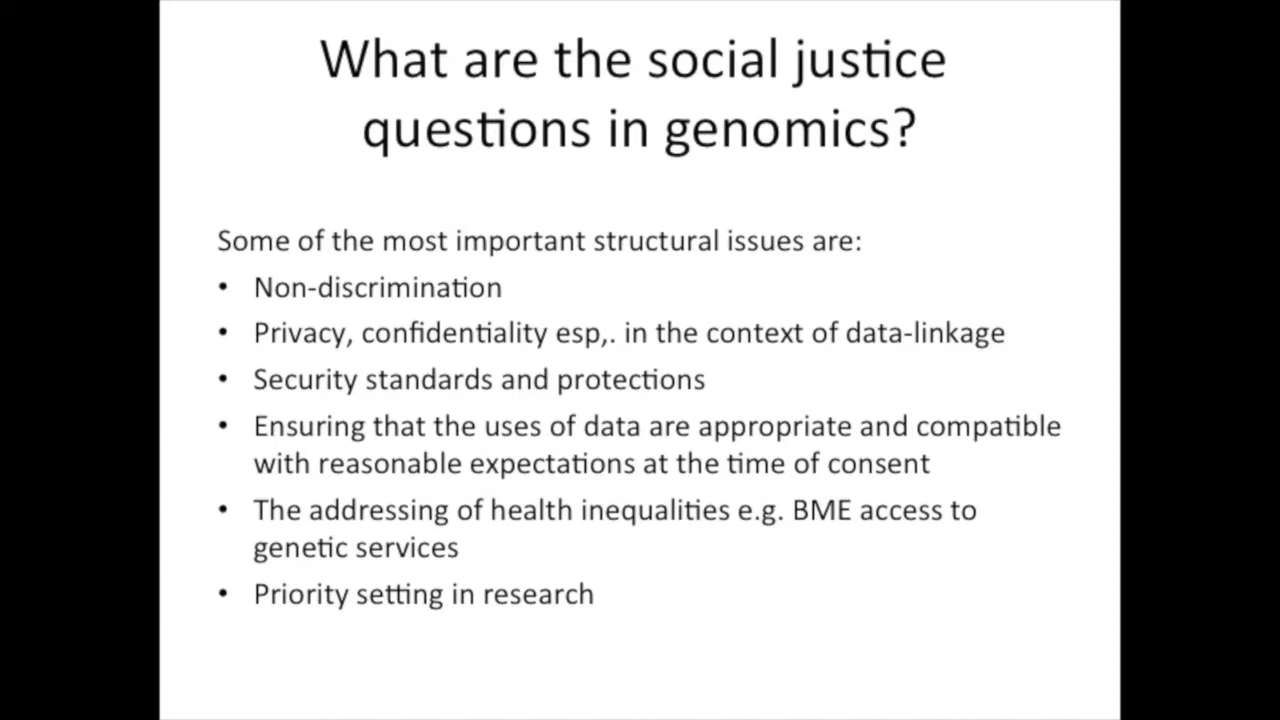 What are the social justice
questions in genomics?
Some of the most important structural issues are:
• Non-discrimination
• Privacy, confidentiality esp,. in the context of data-linkage
• Security standards and protections
• Ensuring that the uses of data are appropriate and compatible
with reasonable expectations at the time of consent
• The addressing of health inequalities e.g. BME access to
genetic services
• Priority setting in research